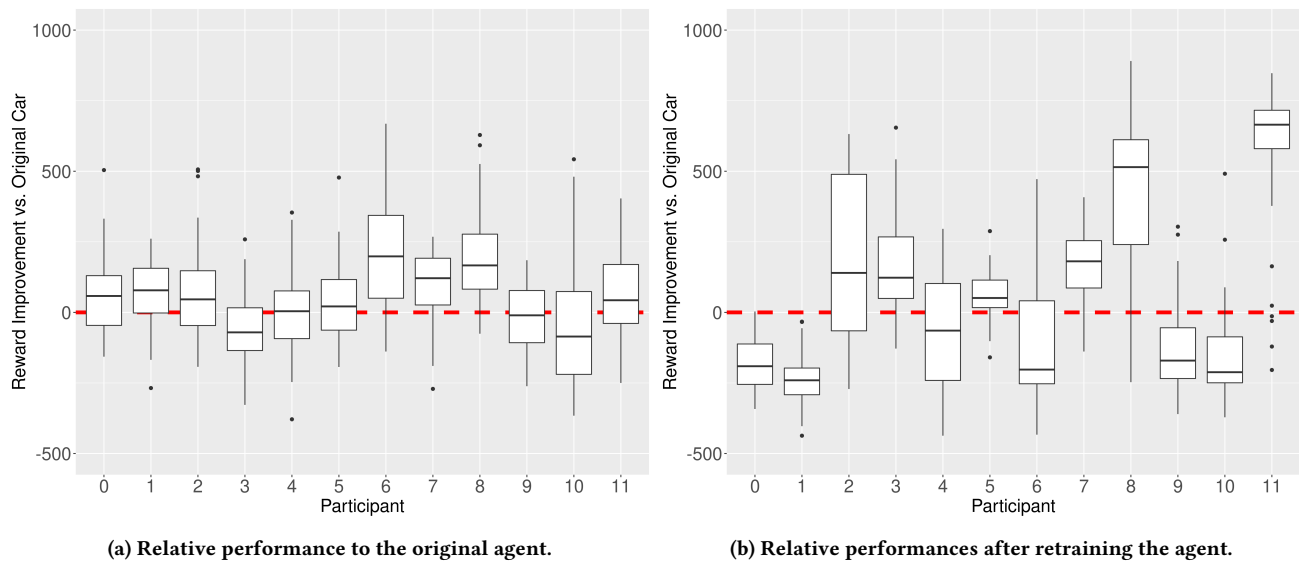 Reward Improvement vs. Original Car
1000
500
0
-500
0 1 2 3 4 5 6 7 8 9 10 11
Participant
(a) Relative performance to the original agent.
Reward Improvement vs. Original Car
1000
500
0
-500
0 1 2 3 4 5 6 7 8 9 10 11
Participant
(b) Relative performances after retraining the agent.